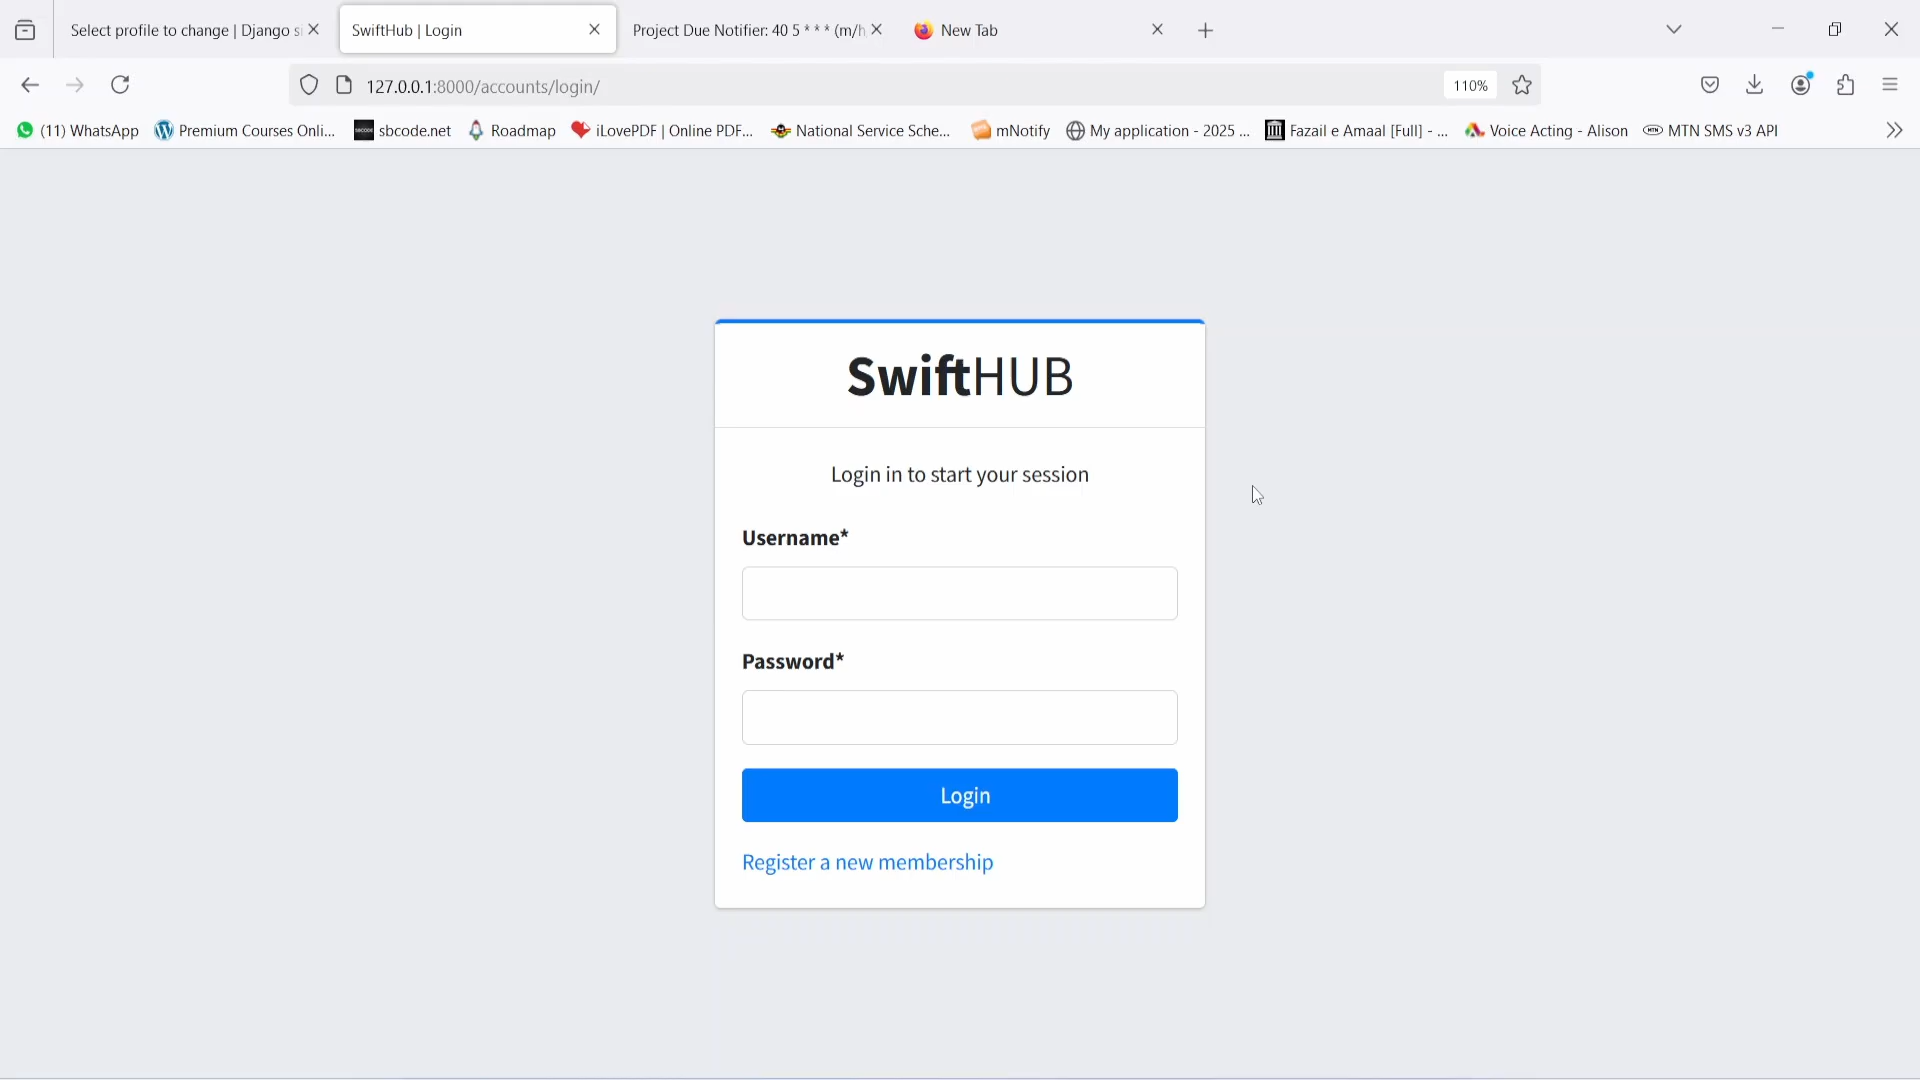 Select profile to change | Django si
SwiftHub | Login
Project Due Notifier: 40 5 * * * (m/h
New Tab
127.0.0.1:8000/accounts/login/
110%
(11) WhatsApp
Premium Courses Onli...
sbcode.net
Roadmap
iLovePDF | Online PDF...
National Service Sche...
mNotify
My application - 2025 ...
Fazail e Amaal [Full] - ...
Voice Acting - Alison
MTN SMS v3 API
SwiftHUB
Login in to start your session
Username*
Password*
Login
Register a new membership